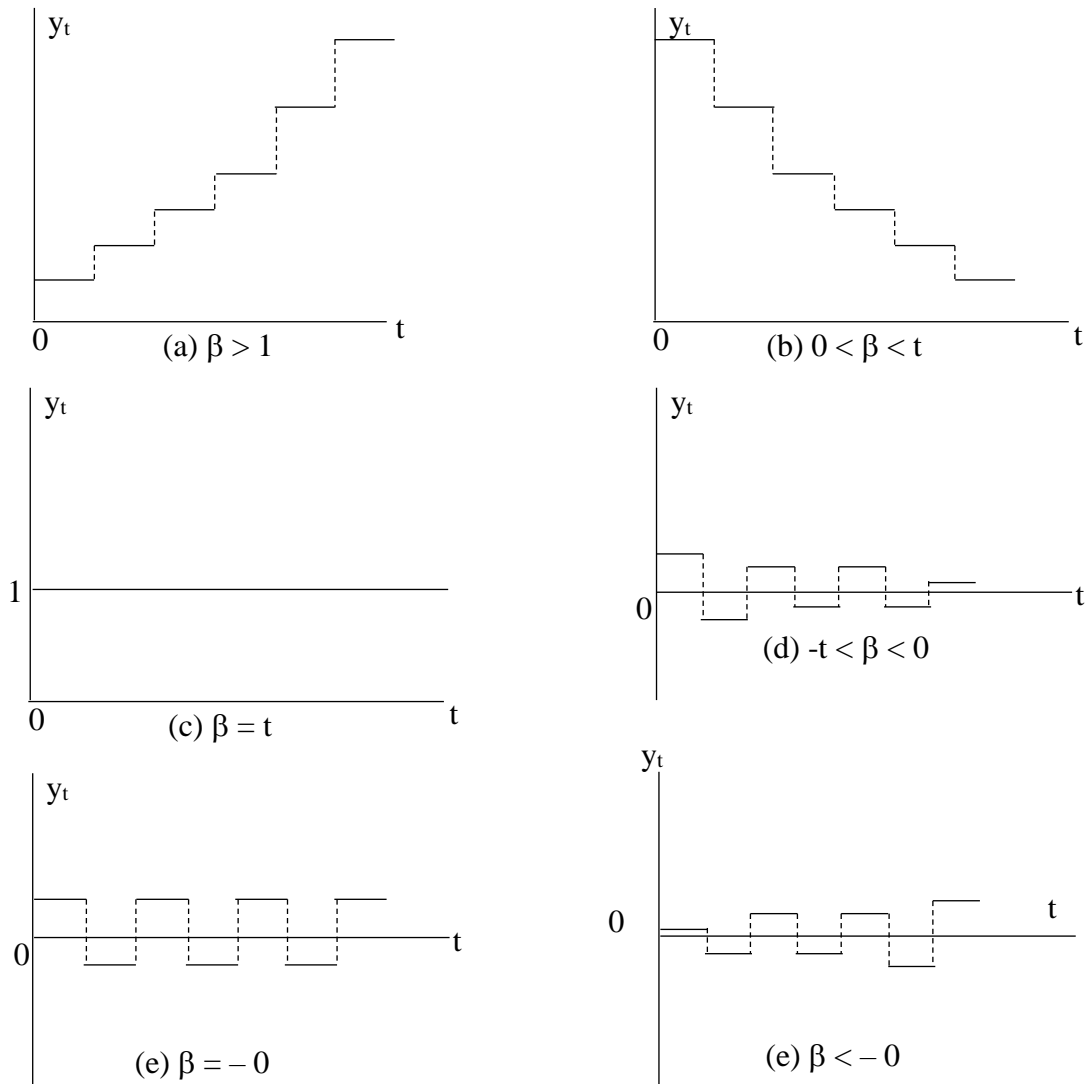 yt
0
t
(a) β > 1
yt
0
t
(b) 0 < β < t
yt
1
0
t
(c) β = t
yt
0
t
(d) -t < β < 0
yt
0
t
(e) β = – 0
yt
0
t
(e) β < – 0